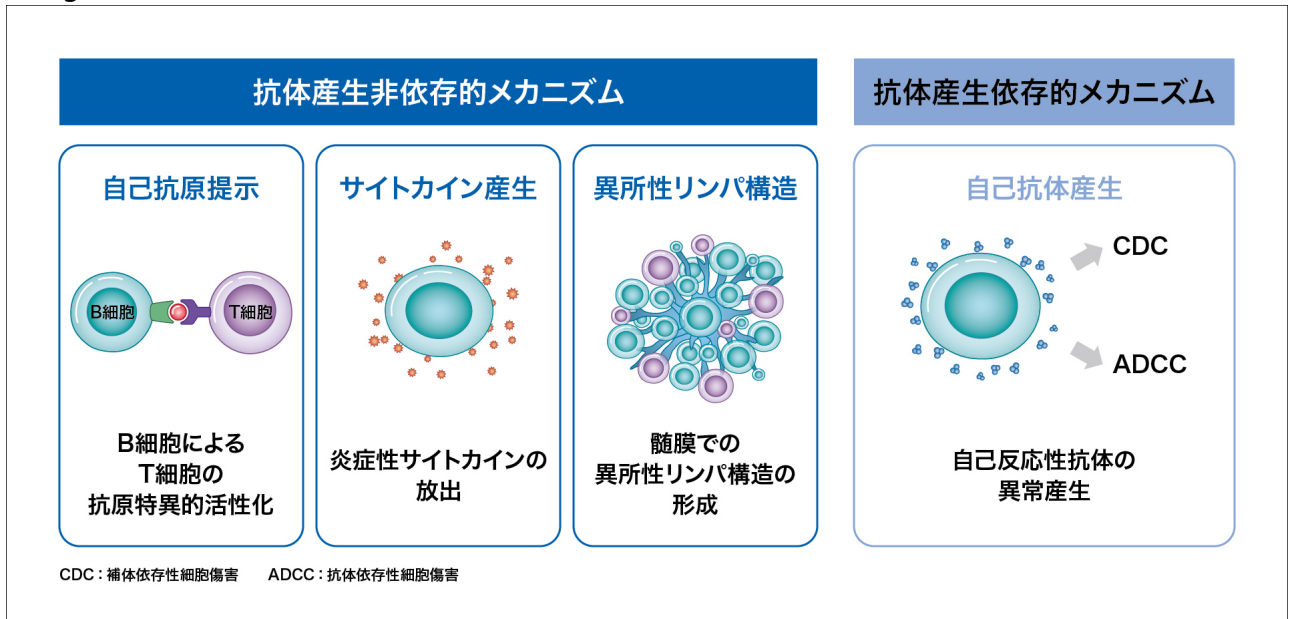 抗体産生非依存的メカニズム
抗体産生依存的メカニズム
自己抗原提示
B細胞
T細胞
B細胞による
T細胞の
抗原特異的活性化
サイトカイン産生
炎症性サイトカインの
放出
異所性リンパ構造
髄膜での
異所性リンパ構造の
形成
自己抗体産生
CDC
ADCC
自己反応性抗体の
異常産生
CDC：補体依存性細胞傷害　ADCC：抗体依存性細胞傷害